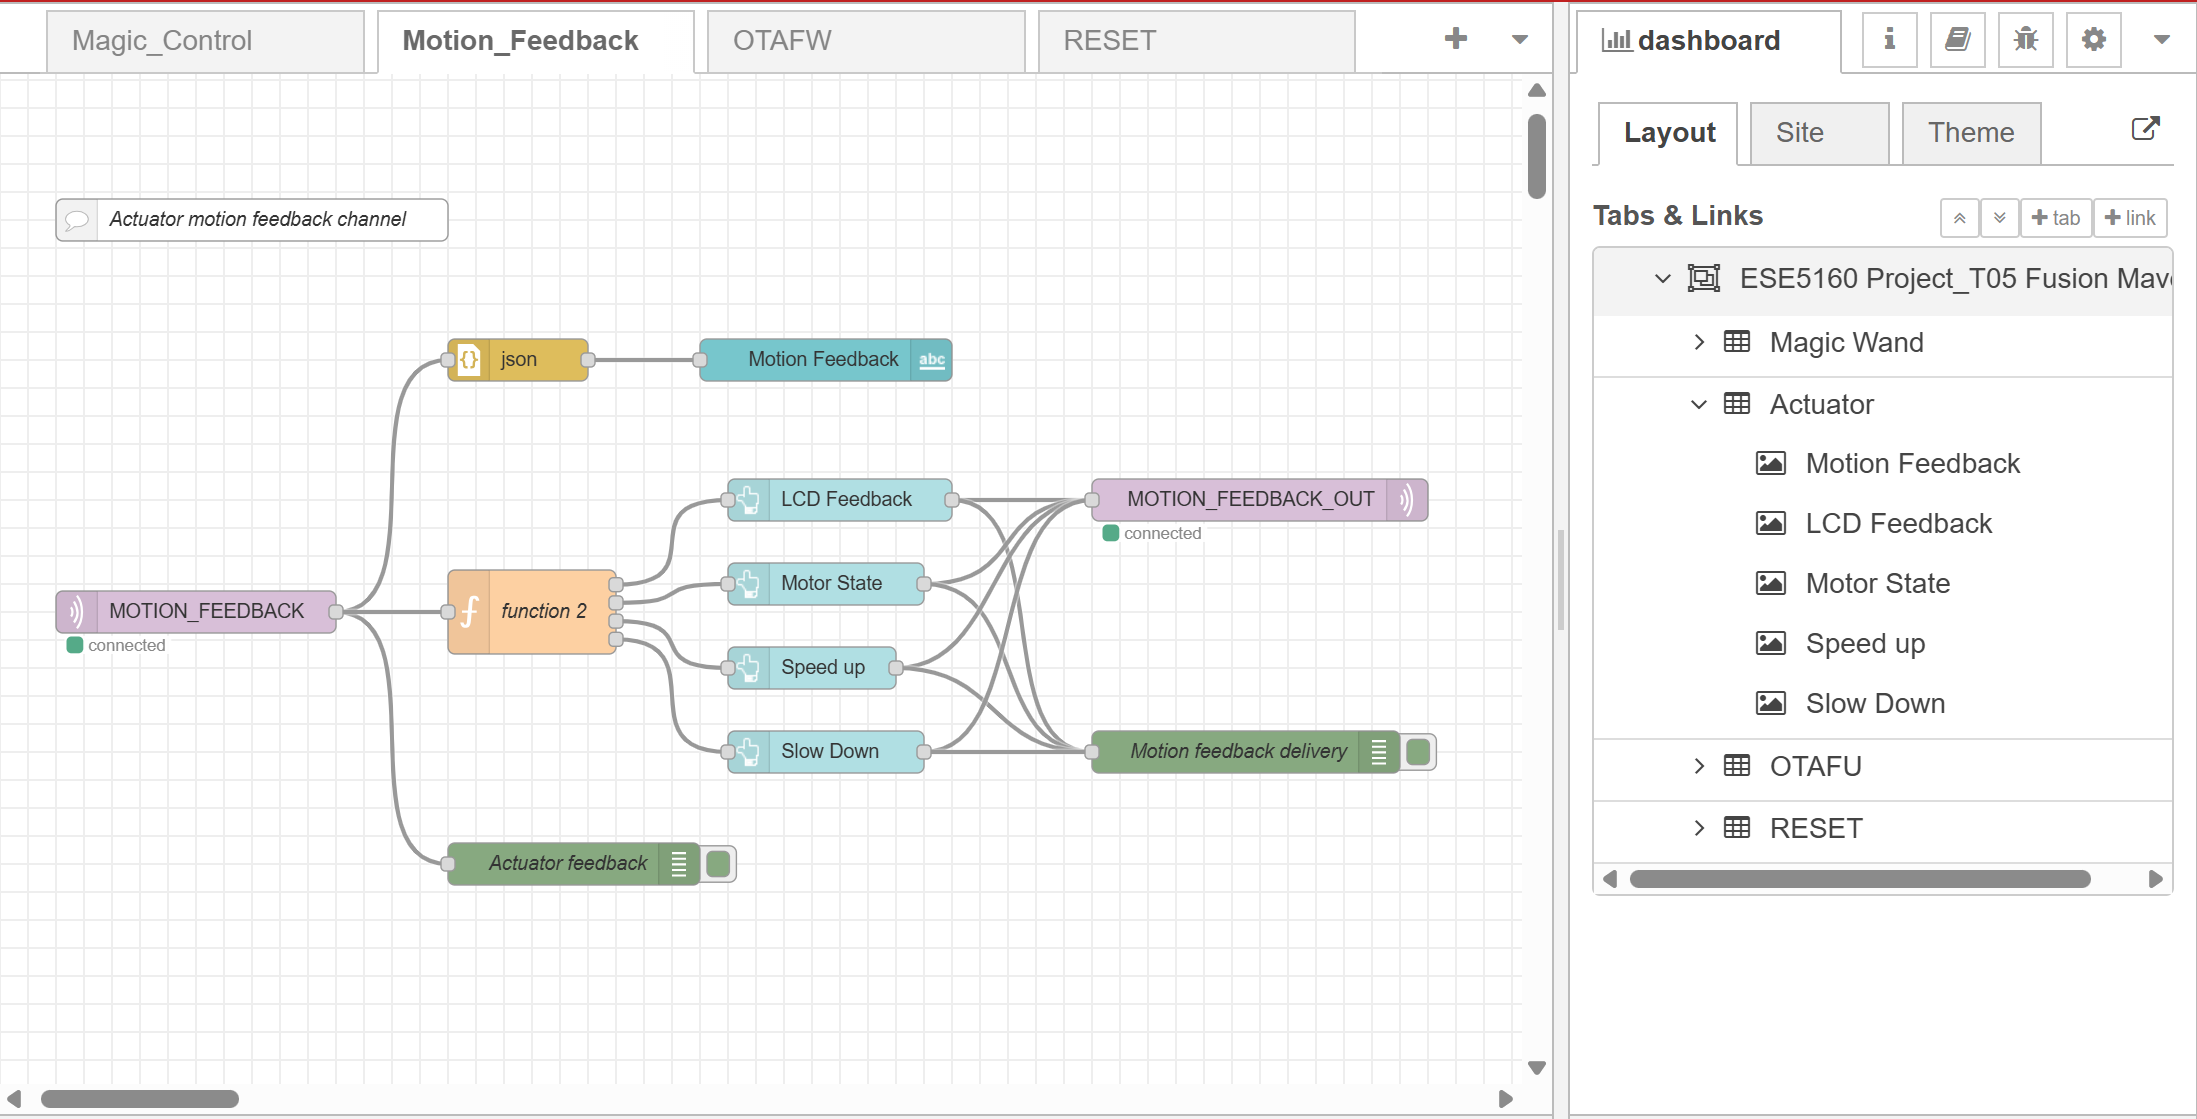 Magic_Control
Motion_Feedback
OTAFW
RESET
dashboard
Layout
Site
Theme
Tabs & Links
tab
link
ESE5160 Project_T05 Fusion Mav
Magic Wand
Actuator
Motion Feedback
LCD Feedback
Motor State
Speed up
Slow Down
OTAFU
RESET
Actuator motion feedback channel
json
Motion Feedback
abc
LCD Feedback
MOTION_FEEDBACK_OUT
connected
Motor State
MOTION_FEEDBACK
connected
function 2
Speed up
Slow Down
Motion feedback delivery
Actuator feedback